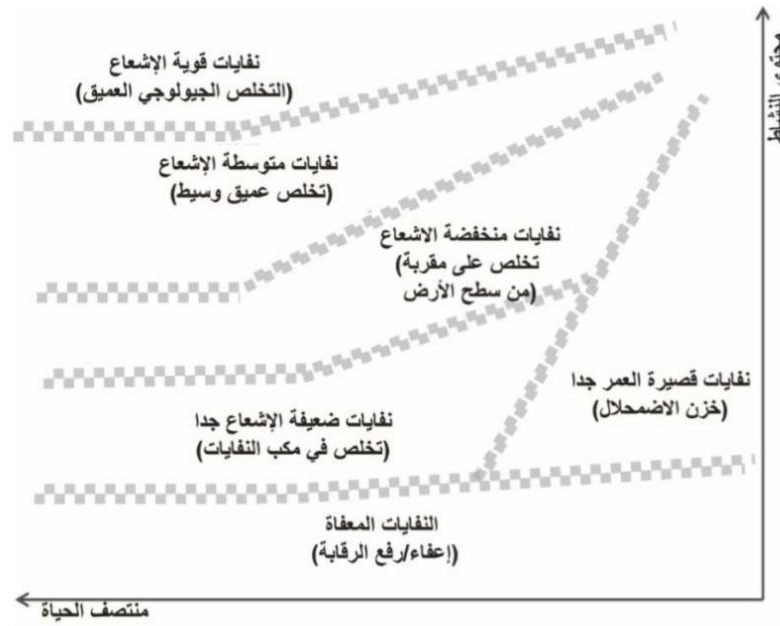 محتوى النشاط
نفايات قوية الإشعاع
(التخلص الجيولوجي العميق)
نفايات متوسطة الإشعاع
(تخلص عميق وسيط)
نفايات منخفضة الاشعاع
(تخلص على مقربة
من سطح الأرض)
نفايات قصيرة العمر جدا
(خزن الاضمحلال)
نفايات ضعيفة الإشعاع جدا
(تخلص في مكب النفايات)
النفايات المعفاة
(إعفاء/رفع الرقابة)
منتصف الحياة